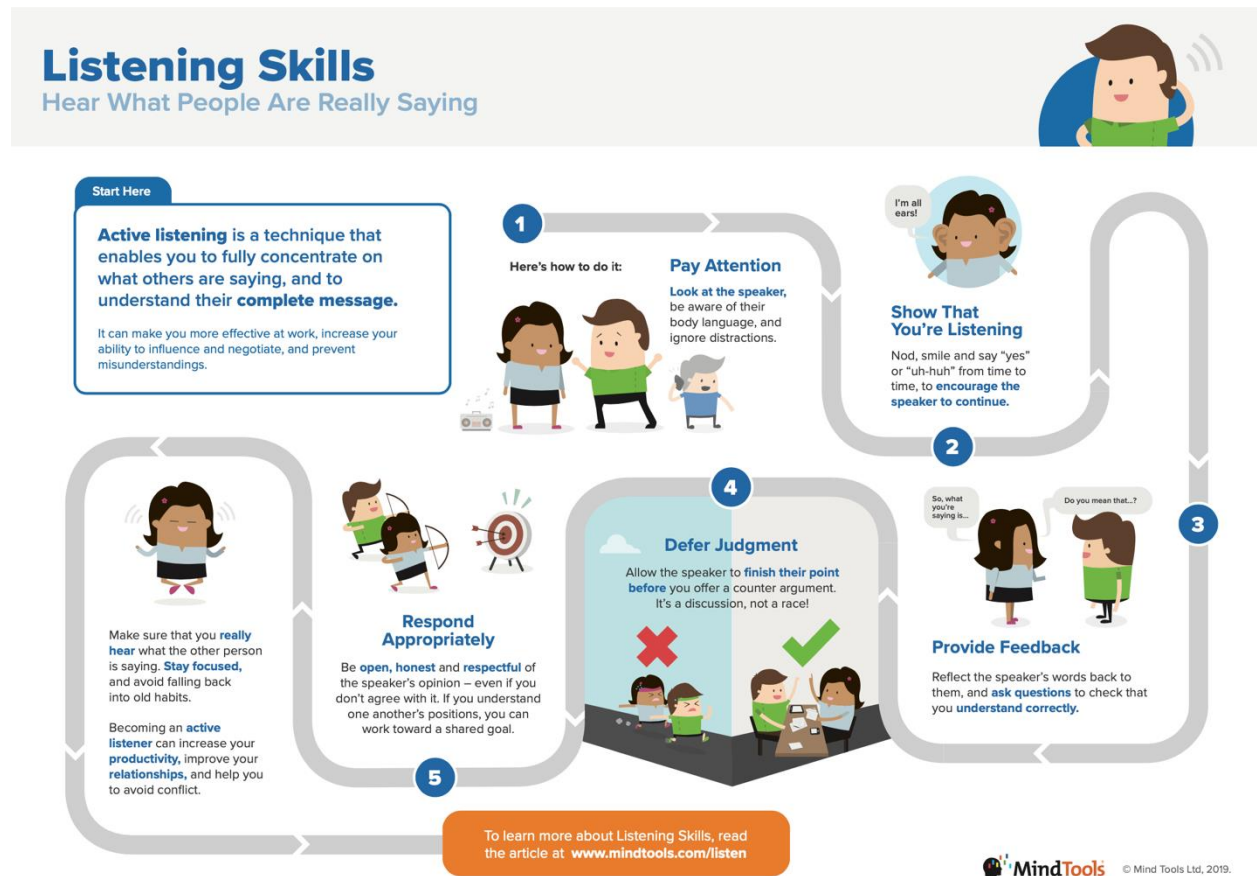 Listening Skills
Hear What People Are Really Saying
Start Here
Active listening is a technique that
enables you to fully concentrate on
what others are saying, and to
understand their complete message.
It can make you more effective at work, increase your
ability to influence and negotiate, and prevent
misunderstandings.
1
Here's how to do it:
Pay Attention
Look at the speaker,
be aware of their
body language, and
ignore distractions.
I'm all
ears!
Show That
You're Listening
Nod, smile and say “yes”
or “uh-huh” from time to
time, to encourage the
speaker to continue.
2
3
So, what
you're
saying is...
Do you mean that...?
Provide Feedback
Reflect the speaker's words back to
them, and ask questions to check that
you understand correctly.
4
Defer Judgment
Allow the speaker to finish their point
before you offer a counter argument.
It's a discussion, not a race!
Respond
Appropriately
Be open, honest and respectful of
the speaker's opinion – even if you
don't agree with it. If you understand
one another's positions, you can
work toward a shared goal.
5
Make sure that you really
hear what the other person
is saying. Stay focused,
and avoid falling back
into old habits.
Becoming an active
listener can increase your
productivity, improve your
relationships, and help you
to avoid conflict.
To learn more about Listening Skills, read
the article at www.mindtools.com/listen
MindTools
© Mind Tools Ltd, 2019.